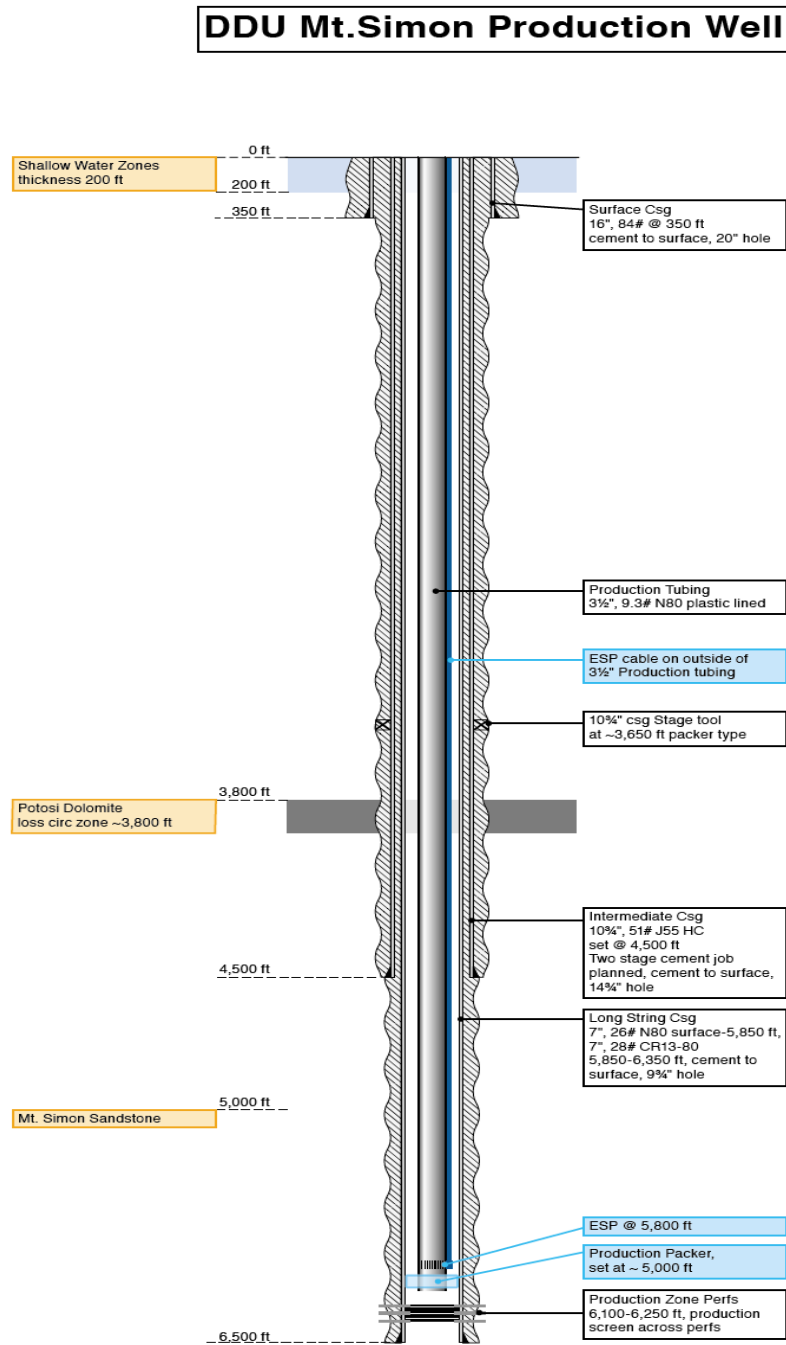 DDU Mt.Simon Production Well
0 ft
Shallow Water Zones
thickness 200 ft
200 ft
350 ft
Surface Csg
16", 84# @ 350 ft
cement to surface, 20" hole
Production Tubing
3½", 9.3# N80 plastic lined
ESP cable on outside of
3½" Production tubing
10¾" csg Stage tool
at ~3,650 ft packer type
3,800 ft
Potosi Dolomite
loss circ zone ~3,800 ft
Intermediate Csg
10¾", 51# J55 HC
set @ 4,500 ft
Two stage cement job
planned, cement to surface,
14¾" hole
4,500 ft
Long String Csg
7", 26# N80 surface-5,850 ft,
7", 28# CR13-80
5,850-6,350 ft, cement to
surface, 9¾" hole
5,000 ft
Mt. Simon Sandstone
ESP @ 5,800 ft
Production Packer,
set at ~ 5,000 ft
Production Zone Perfs
6,100-6,250 ft, production
screen across perfs
6,500 ft